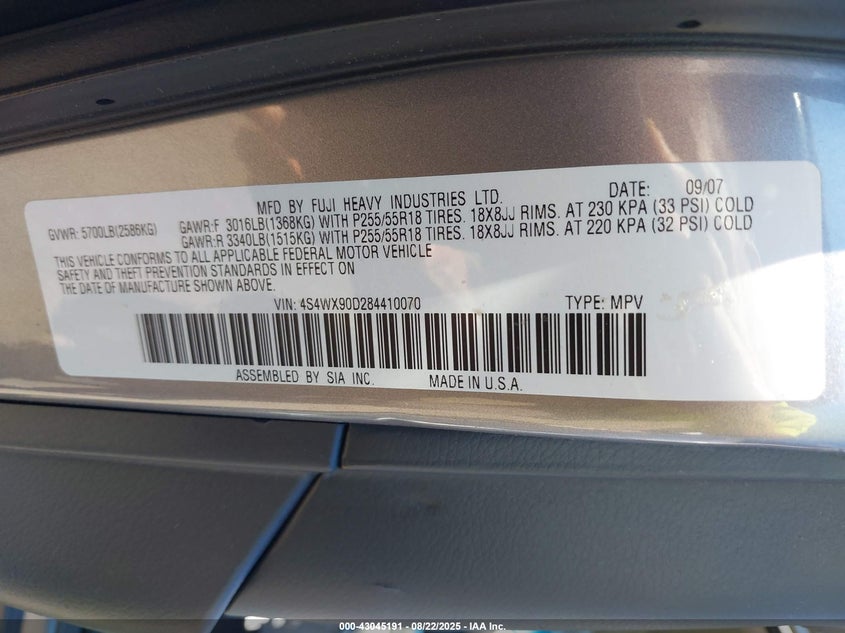 MFD BY FUJI HEAVY INDUSTRIES LTD. DATE: 09/07
GVWR: 5700LB(2586KG) GAWR:F 3016LB(1368KG) WITH P255/55R18 TIRES. 18X8JJ RIMS. AT 230 KPA (33 PSI) COLD
GAWR:R 3340LB(1515KG) WITH P255/55R18 TIRES. 18X8JJ RIMS. AT 220 KPA (32 PSI) COLD
THIS VEHICLE CONFORMS TO ALL APPLICABLE FEDERAL MOTOR VEHICLE
SAFETY AND THEFT PREVENTION STANDARDS IN EFFECT ON
THE DATE OF MANUFACTURE SHOWN ABOVE.
VIN: 4S4WX90D284410070 TYPE: MPV
ASSEMBLED BY SIA INC. MADE IN U.S.A.
000-43045191 - 08/22/2025 - IAA Inc.